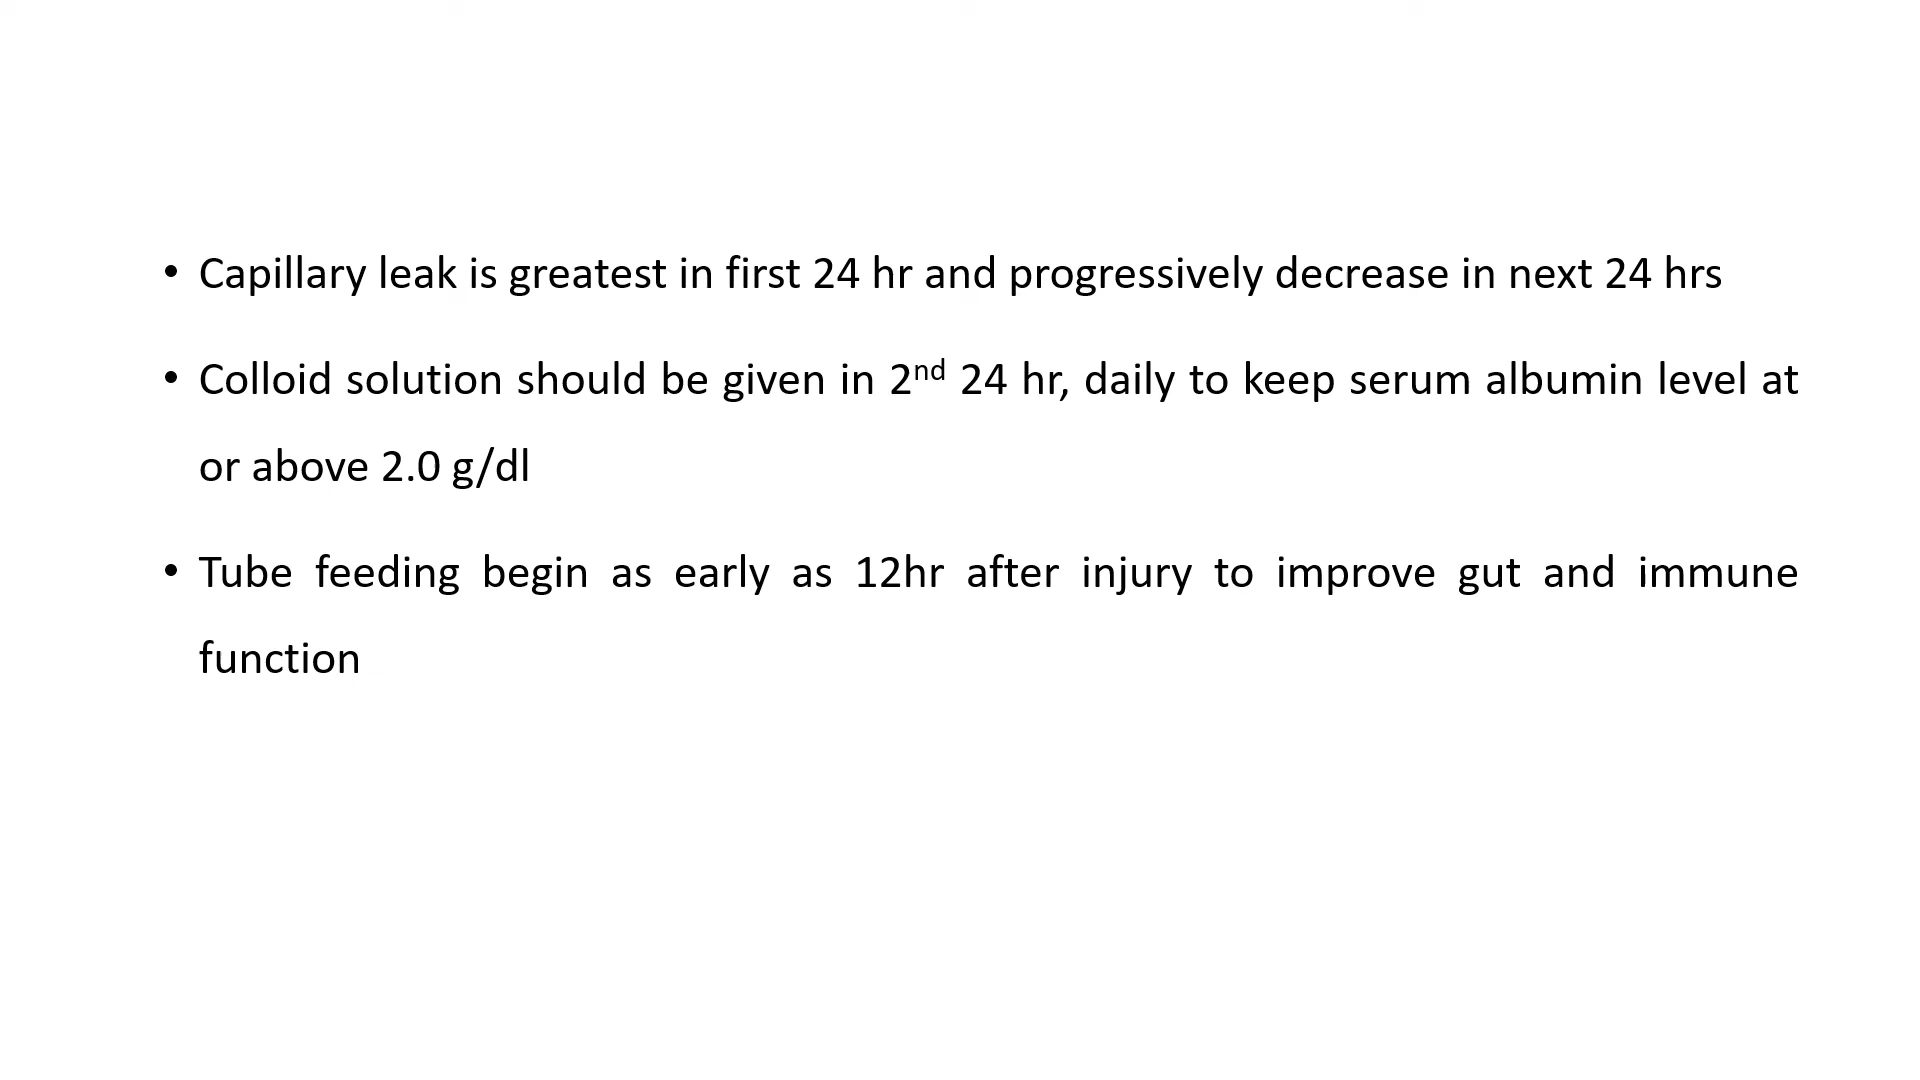 • Capillary leak is greatest in first 24 hr and progressively decrease in next 24 hrs
• Colloid solution should be given in 2nd 24 hr, daily to keep serum albumin level at
or above 2.0 g/dl
• Tube feeding begin as early as 12hr after injury to improve gut and immune
function